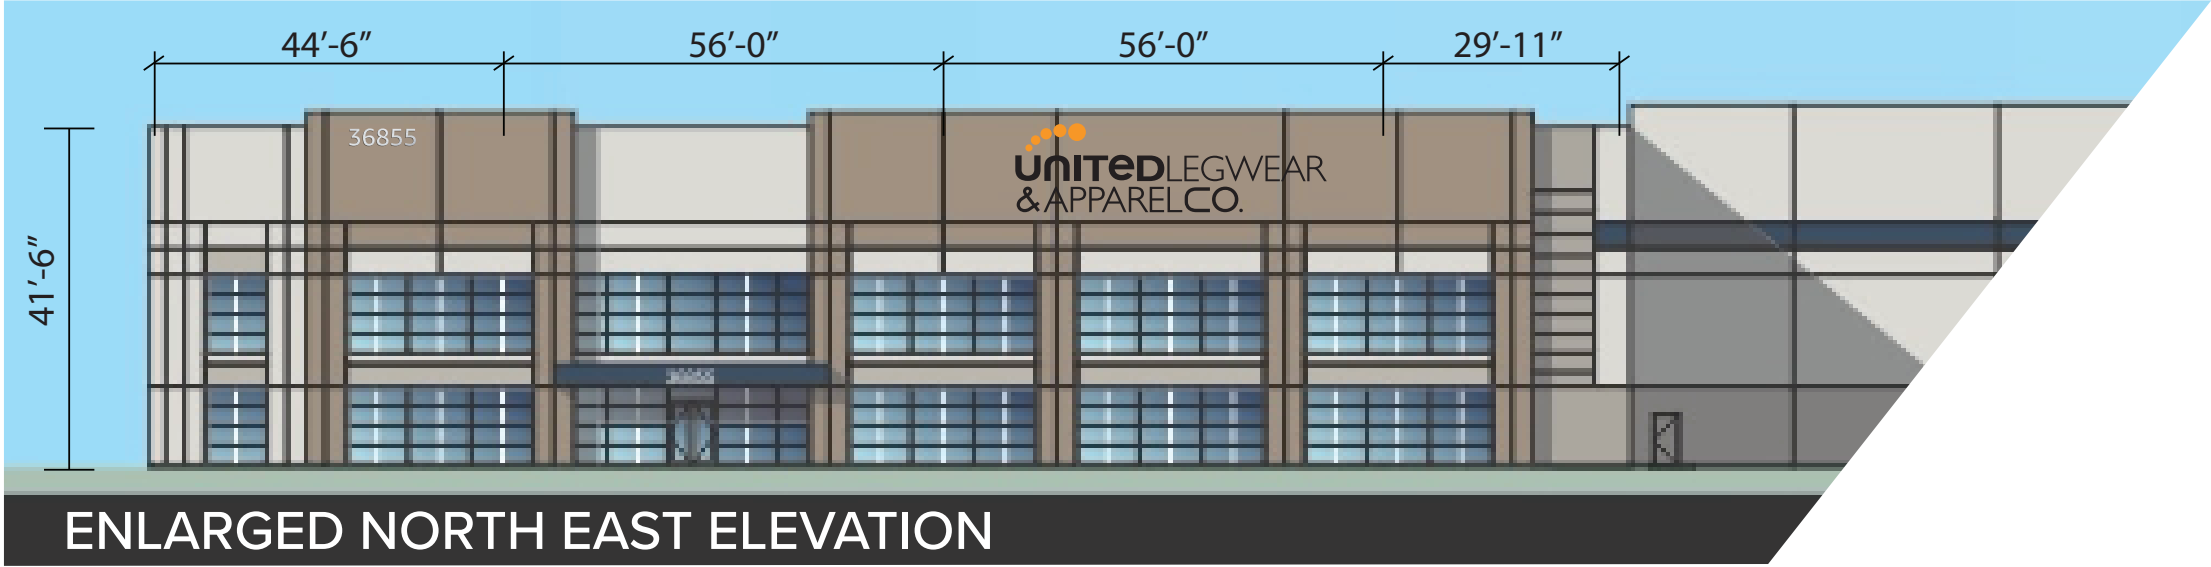 44’-6” 56’-0” 56’-0” 29’-11”
36855
UNITEDLEGWEAR
& APPARELCO.
41’-6”
ENLARGED NORTH EAST ELEVATION